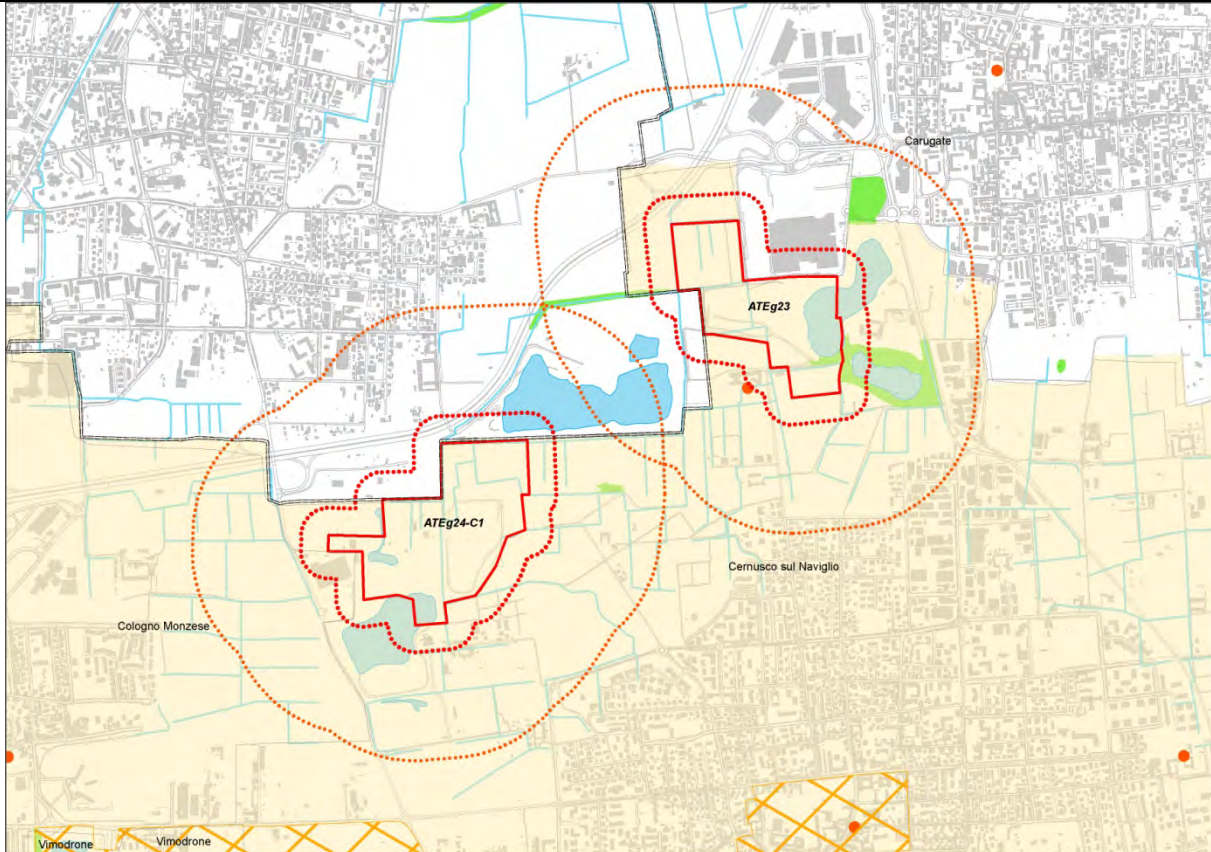 Carugate
ATEg23
ATEg24-C1
Cernusco sul Naviglio
Cologno Monzese
Vimodrone
Vimodrone